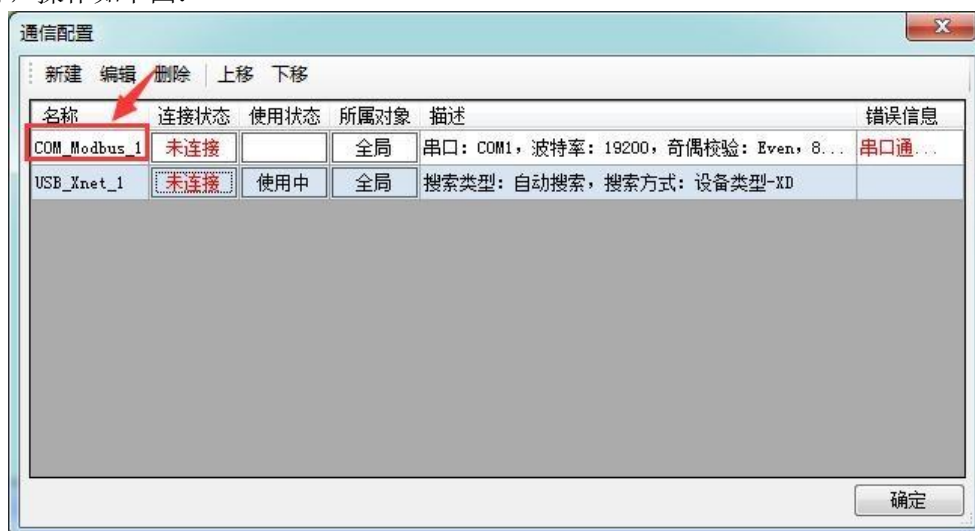 操作如下图:
通信配置
新建 编辑 删除 上移 下移
名称 连接状态 使用状态 所属对象 描述 错误信息
COM_Modbus_1 未连接 全局 串口: COM1, 波特率: 19200, 奇偶校验: Even, 8... 串口通...
USB_Xnet_1 未连接 使用中 全局 搜索类型: 自动搜索, 搜索方式: 设备类型-XD
确定